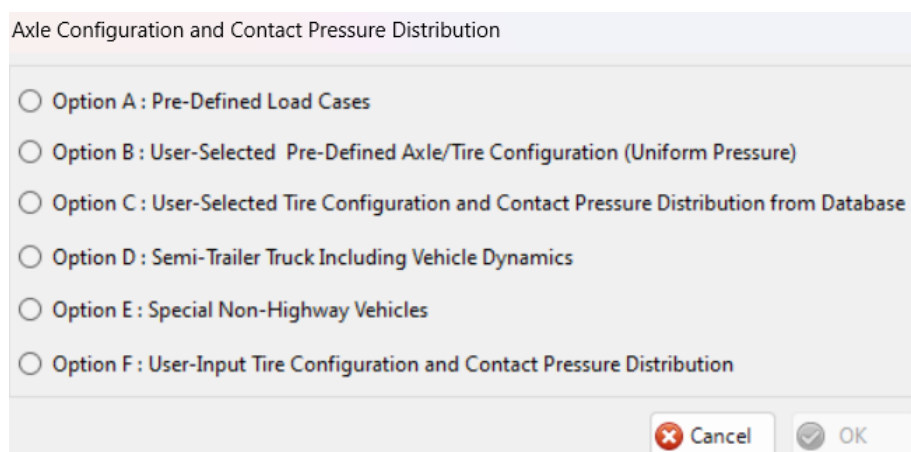 Axle Configuration and Contact Pressure Distribution
Option A : Pre-Defined Load Cases
Option B : User-Selected  Pre-Defined Axle/Tire Configuration (Uniform Pressure)
Option C : User-Selected Tire Configuration and Contact Pressure Distribution from Database
Option D : Semi-Trailer Truck Including Vehicle Dynamics
Option E : Special Non-Highway Vehicles
Option F : User-Input Tire Configuration and Contact Pressure Distribution
Cancel OK